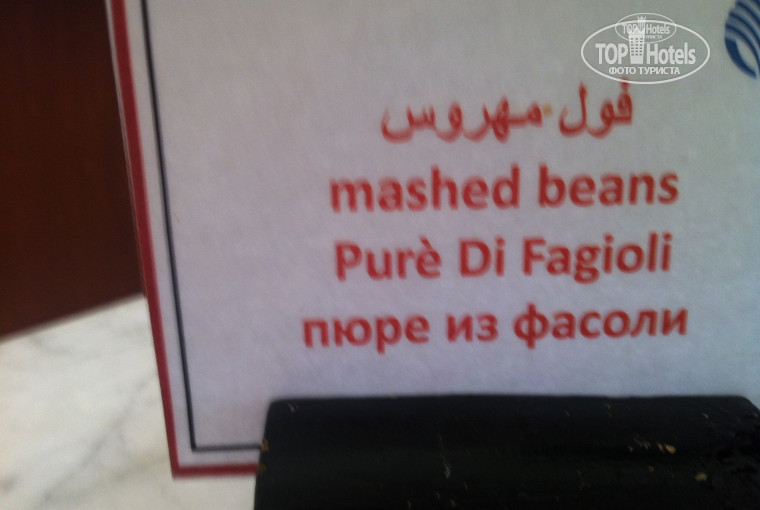 TOP Hotels
ФОТО ТУРИСТА
فول مهروس
mashed beans
Purè Di Fagioli
пюре из фасоли